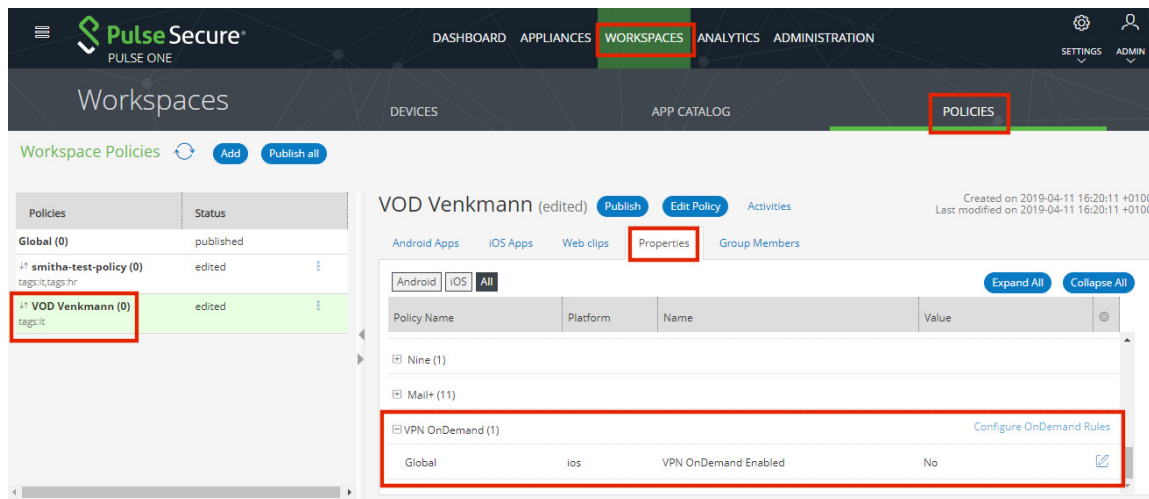 Pulse Secure®
PULSE ONE
DASHBOARD APPLIANCES WORKSPACES ANALYTICS ADMINISTRATION
SETTINGS ADMIN
Workspaces
DEVICES APP CATALOG POLICIES
Workspace Policies Add Publish all
Policies Status
Global (0) published
smitha-test-policy (0) edited
tags:it,tags:hr
VOD Venkmann (0) edited
tags:it
VOD Venkmann (edited) Publish Edit Policy Activities
Created on 2019-04-11 16:20:11 +0100
Last modified on 2019-04-11 16:20:11 +0100
Android Apps iOS Apps Web clips Properties Group Members
Android iOS All Expand All Collapse All
Policy Name Platform Name Value
Nine (1)
Mail+ (11)
VPN OnDemand (1) Configure OnDemand Rules
Global ios VPN OnDemand Enabled No